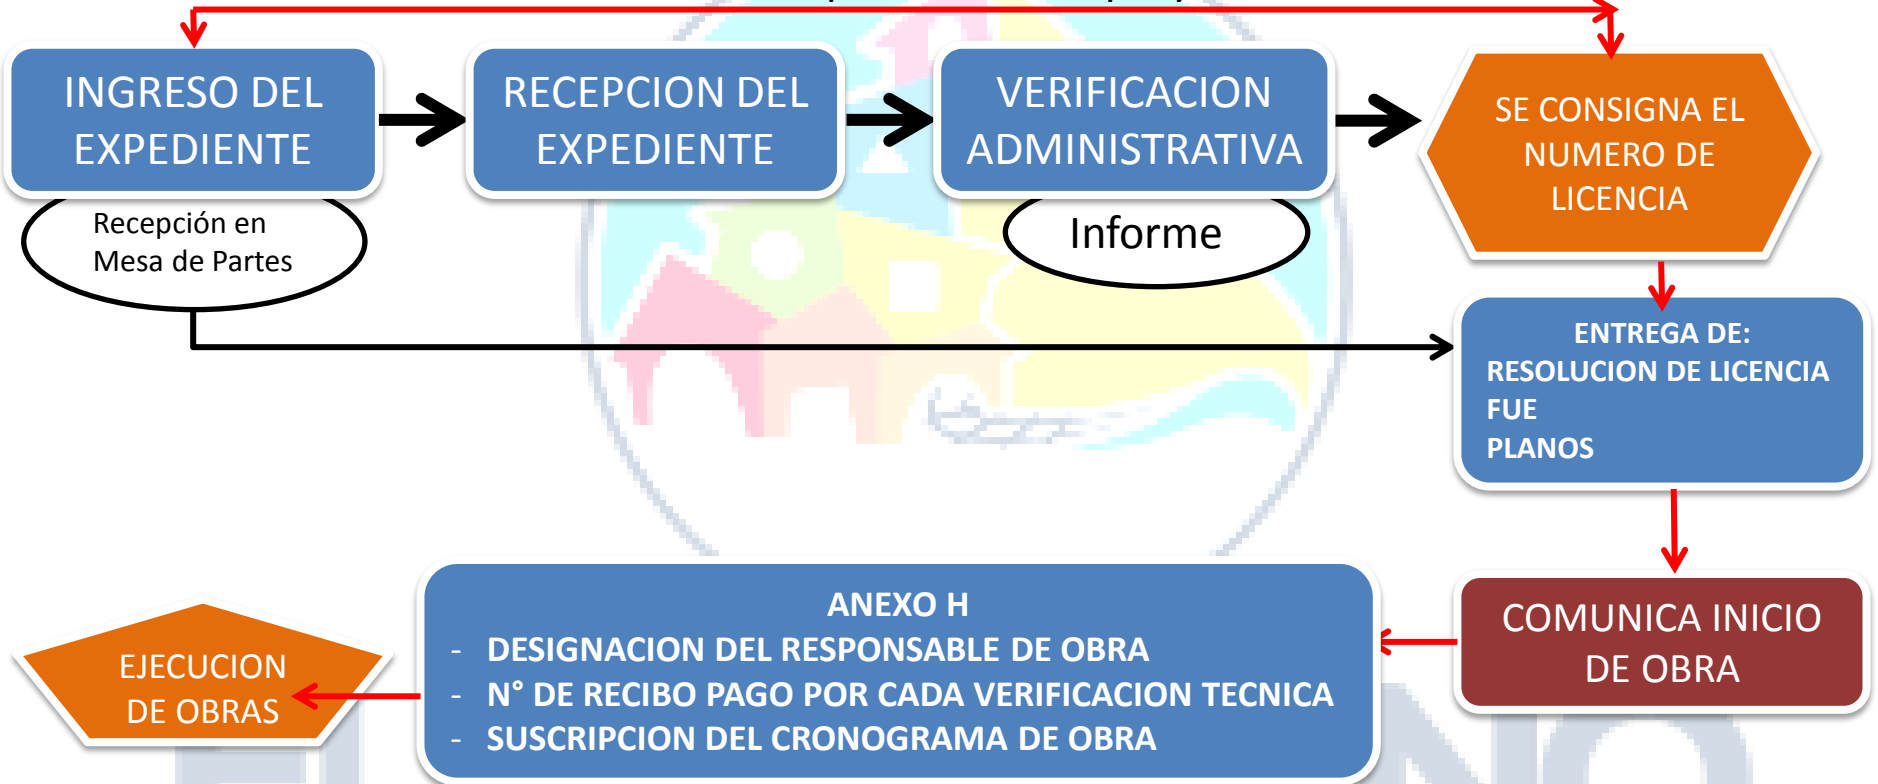 INGRESO DEL
EXPEDIENTE
RECEPCION DEL
EXPEDIENTE
VERIFICACION
ADMINISTRATIVA
SE CONSIGNA EL
NUMERO DE
LICENCIA
Recepción en
Mesa de Partes
Informe
ENTREGA DE:
RESOLUCION DE LICENCIA
FUE
PLANOS
COMUNICA INICIO
DE OBRA
ANEXO H
- DESIGNACION DEL RESPONSABLE DE OBRA
- N° DE RECIBO PAGO POR CADA VERIFICACION TECNICA
- SUSCRIPCION DEL CRONOGRAMA DE OBRA
EJECUCION
DE OBRAS